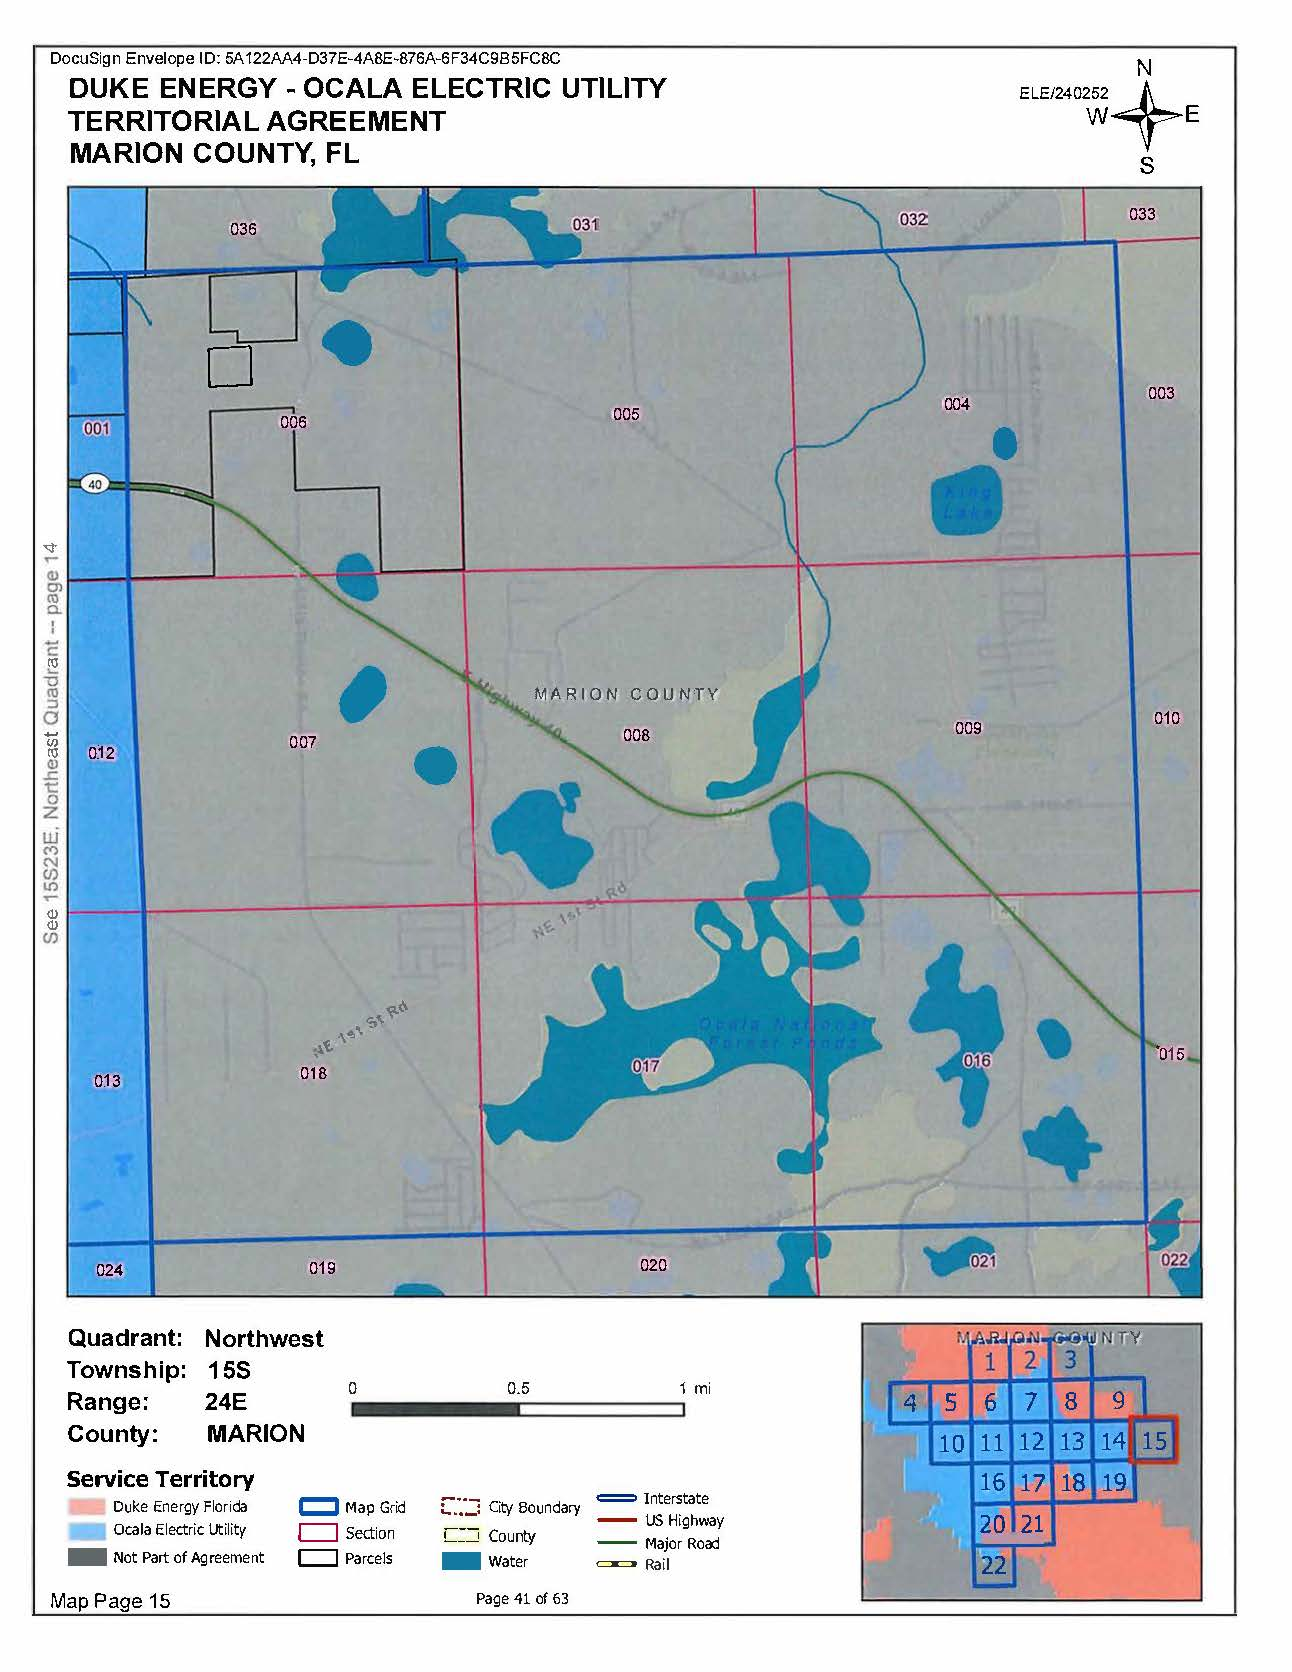 DocuSign Envelope ID: 5A122AA4-D37E-4A8E-876A-6F34C9B5FC8C
DUKE ENERGY - OCALA ELECTRIC UTILITY
TERRITORIAL AGREEMENT
MARION COUNTY, FL
ELE/240252
N
W E
S
036 031 032 033
001 006 005 004 003
40
King
Lake
See 15S23E, Northeast Quadrant -- page 14
E Highway 40
MARION COUNTY
012 007 008 009 010
40
NE 1st St Rd
NE 1st St Rd
Ocala National
Forest Ponds
013 018 017 016 015
024 019 020 021 022
Quadrant: Northwest
Township: 15S
Range: 24E
County: MARION
0 0.5 1 mi
Service Territory
Duke Energy Florida
Ocala Electric Utility
Not Part of Agreement
Map Grid
Section
Parcels
City Boundary
County
Water
Interstate
US Highway
Major Road
Rail
MARION COUNTY
1 2 3
4 5 6 7 8 9
10 11 12 13 14 15
16 17 18 19
20 21
22
Map Page 15
Page 41 of 63